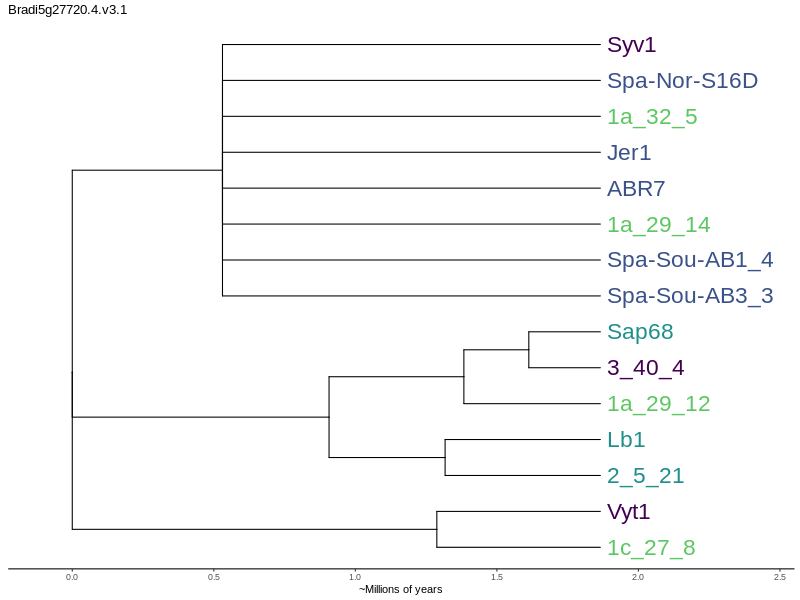 Bradi5g27720.4.v3.1
Syv1
Spa-Nor-S16D
1a_32_5
Jer1
ABR7
1a_29_14
Spa-Sou-AB1_4
Spa-Sou-AB3_3
Sap68
3_40_4
1a_29_12
Lb1
2_5_21
Vyt1
1c_27_8
0.0 0.5 1.0 1.5 2.0 2.5
~Millions of years